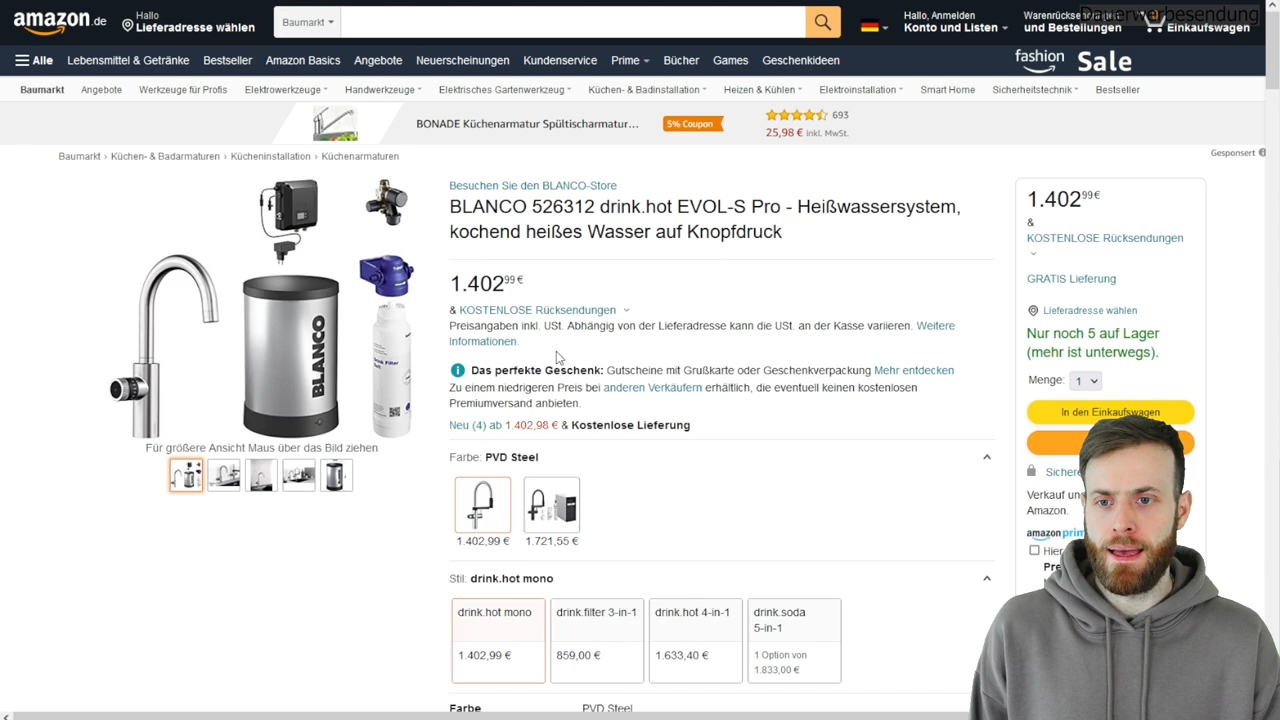 Dauerwerbesendung
amazon.de
Hallo
Lieferadresse wählen
Baumarkt
Hallo, Anmelden
Konto und Listen
Warenrücksendungen
und Bestellungen
Einkaufswagen
Alle
Lebensmittel & Getränke
Bestseller
Amazon Basics
Angebote
Neuerscheinungen
Kundenservice
Prime
Bücher
Games
Geschenkideen
fashion Sale
Baumarkt
Angebote
Werkzeuge für Profis
Elektrowerkzeuge
Handwerkzeuge
Elektrisches Gartenwerkzeug
Küchen- & Badinstallation
Heizen & Kühlen
Elektroinstallation
Smart Home
Sicherheitstechnik
Bestseller
BONADE Küchenarmatur Spültischarmatur…
5% Coupon
693
25,98 € inkl. MwSt.
Gesponsert
Baumarkt › Küchen- & Badarmaturen › Kücheninstallation › Küchenarmaturen
BLANCO
Für größere Ansicht Maus über das Bild ziehen
Besuchen Sie den BLANCO-Store
BLANCO 526312 drink.hot EVOL-S Pro - Heißwassersystem,
kochend heißes Wasser auf Knopfdruck
1.402 99 €
& KOSTENLOSE Rücksendungen
Preisangaben inkl. USt. Abhängig von der Lieferadresse kann die USt. an der Kasse variieren. Weitere
Informationen.
Das perfekte Geschenk: Gutscheine mit Grußkarte oder Geschenkverpackung Mehr entdecken
Zu einem niedrigeren Preis bei anderen Verkäufern erhältlich, die eventuell keinen kostenlosen
Premiumversand anbieten.
Neu (4) ab 1.402,98 € & Kostenlose Lieferung
Farbe: PVD Steel
1.402,99 €
1.721,55 €
Stil: drink.hot mono
drink.hot mono
1.402,99 €
drink.filter 3-in-1
859,00 €
drink.hot 4-in-1
1.633,40 €
drink.soda
5-in-1
1 Option von
1.833,00 €
Farbe
PVD Steel
1.402 99 €
&
KOSTENLOSE Rücksendungen
GRATIS Lieferung
Lieferadresse wählen
Nur noch 5 auf Lager
(mehr ist unterwegs).
Menge: 1
In den Einkaufswagen
Sichere
Verkauf un
Amazon.
amazon prim
Hier
Pre